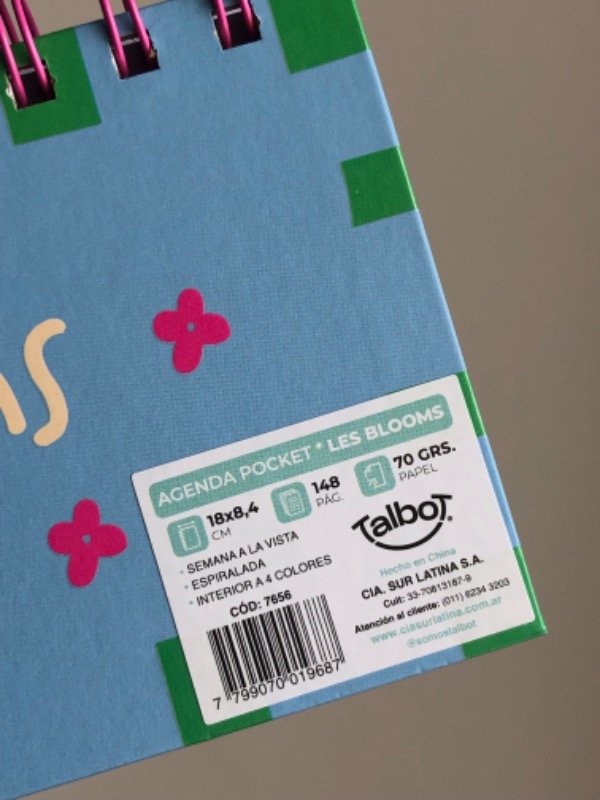 AGENDA POCKET * LES BLOOMS
18x8,4
CM
148
PÁG.
70 GRS.
PAPEL
• SEMANA A LA VISTA
• ESPIRALADA
• INTERIOR A 4 COLORES
CÓD: 7656
7 799070 019687
Talbot®
Hecho en China
CIA. SUR LATINA S.A.
Cuit: 33-70813187-9
Atención al cliente: (011) 6234 3203
www.ciasurlatina.com.ar
@somostalbot